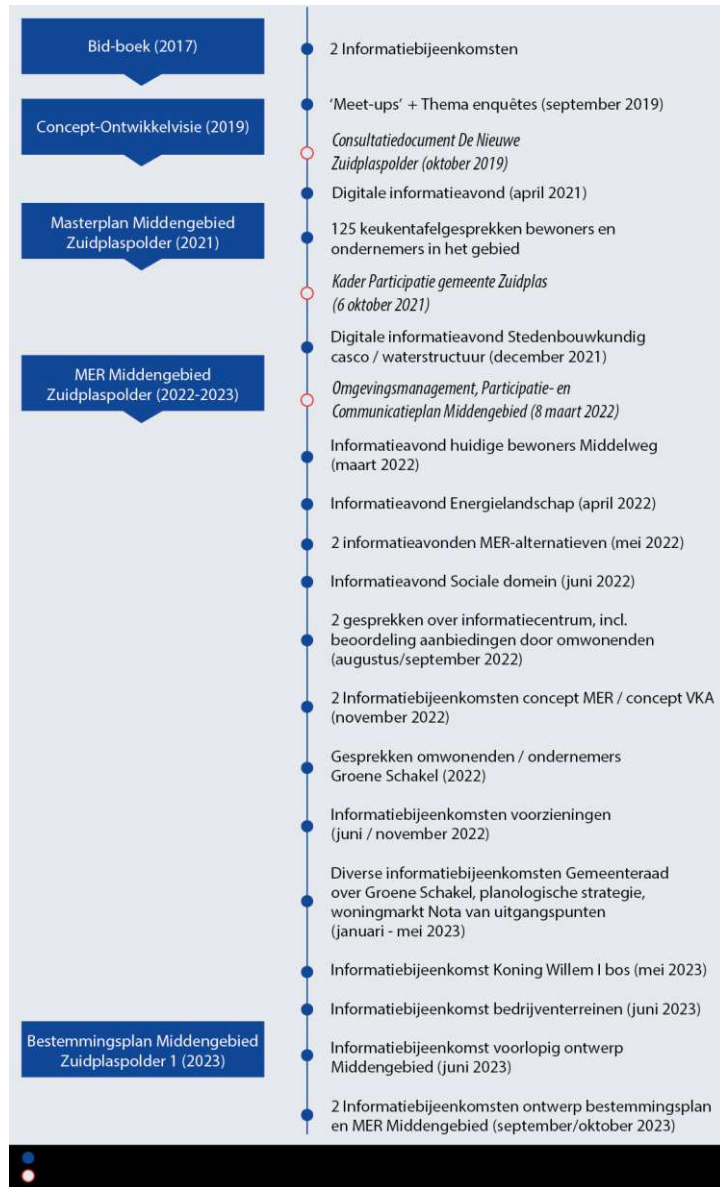 Bid-boek (2017)
2 Informatiebijeenkomsten
'Meet-ups' + Thema enquêtes (september 2019)
Concept-Ontwikkelvisie (2019)
Consultatiedocument De Nieuwe
Zuidplaspolder (oktober 2019)
Digitale informatieavond (april 2021)
Masterplan Middengebied
Zuidplaspolder (2021)
125 keukentafelgesprekken bewoners en
ondernemers in het gebied
Kader Participatie gemeente Zuidplas
(6 oktober 2021)
Digitale informatieavond Stedenbouwkundig
casco / waterstructuur (december 2021)
MER Middengebied
Zuidplaspolder (2022-2023)
Omgevingsmanagement, Participatie- en
Communicatieplan Middengebied (8 maart 2022)
Informatieavond huidige bewoners Middelweg
(maart 2022)
Informatieavond Energielandschap (april 2022)
2 informatieavonden MER-alternatieven (mei 2022)
Informatieavond Sociale domein (juni 2022)
2 gesprekken over informatiecentrum, incl.
beoordeling aanbiedingen door omwonenden
(augustus/september 2022)
2 Informatiebijeenkomsten concept MER / concept VKA
(november 2022)
Gesprekken omwonenden / ondernemers
Groene Schakel (2022)
Informatiebijeenkomsten voorzieningen
(juni / november 2022)
Diverse informatiebijeenkomsten Gemeenteraad
over Groene Schakel, planologische strategie,
woningmarkt Nota van uitgangspunten
(januari - mei 2023)
Informatiebijeenkomst Koning Willem I bos (mei 2023)
Informatiebijeenkomst bedrijventerreinen (juni 2023)
Bestemmingsplan Middengebied
Zuidplaspolder 1 (2023)
Informatiebijeenkomst voorlopig ontwerp
Middengebied (juni 2023)
2 Informatiebijeenkomsten ontwerp bestemmingsplan
en MER Middengebied (september/oktober 2023)